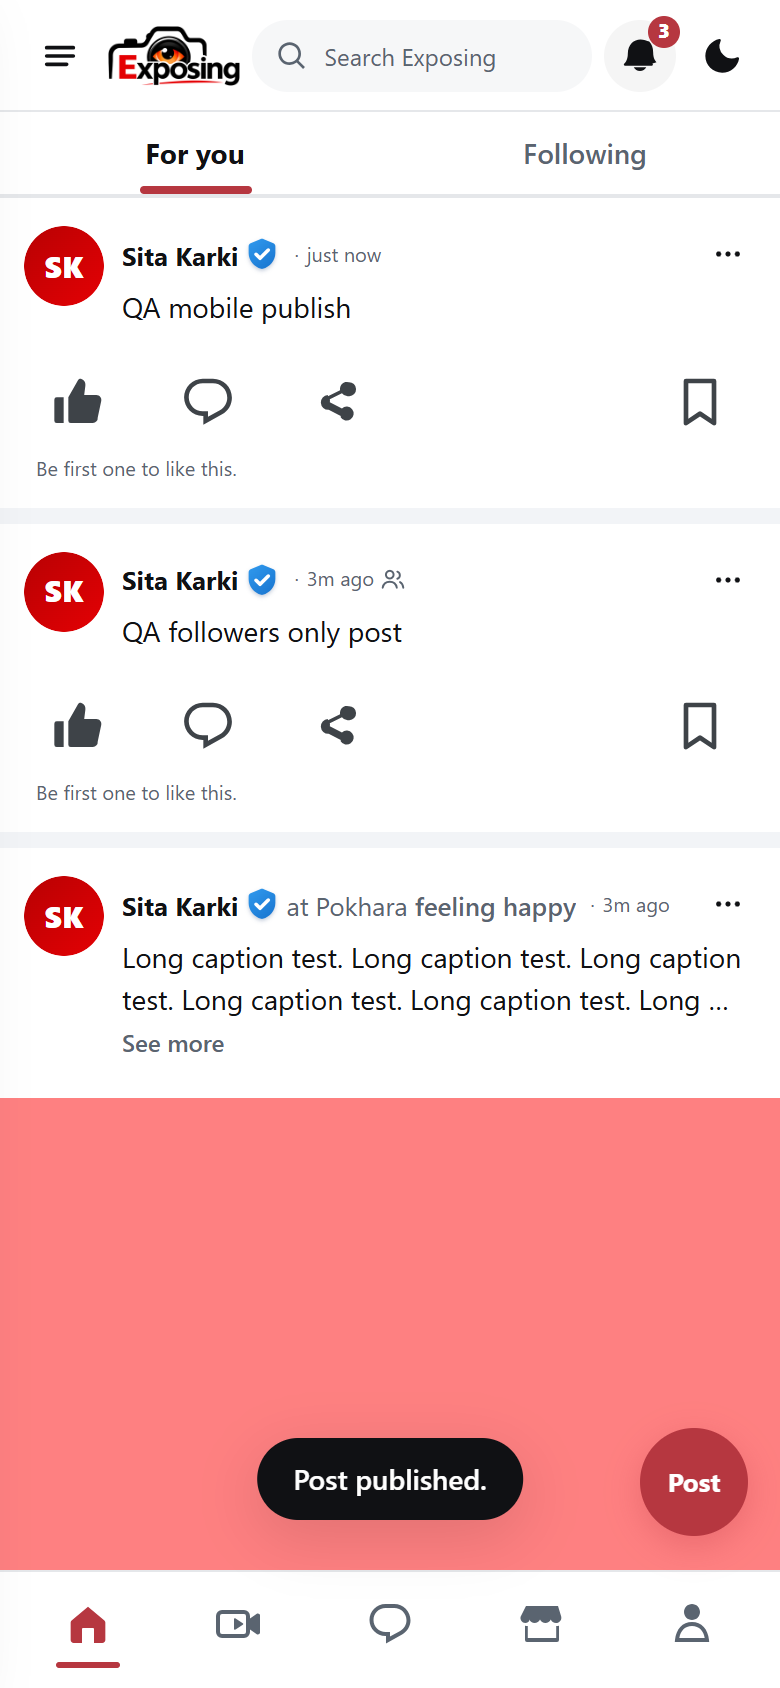 Exposing
Search Exposing
3
For you
Following
SK
Sita Karki · just now
QA mobile publish
Be first one to like this.
SK
Sita Karki · 3m ago
QA followers only post
Be first one to like this.
SK
Sita Karki at Pokhara feeling happy · 3m ago
Long caption test. Long caption test. Long caption
test. Long caption test. Long caption test. Long ...
See more
Post published.
Post